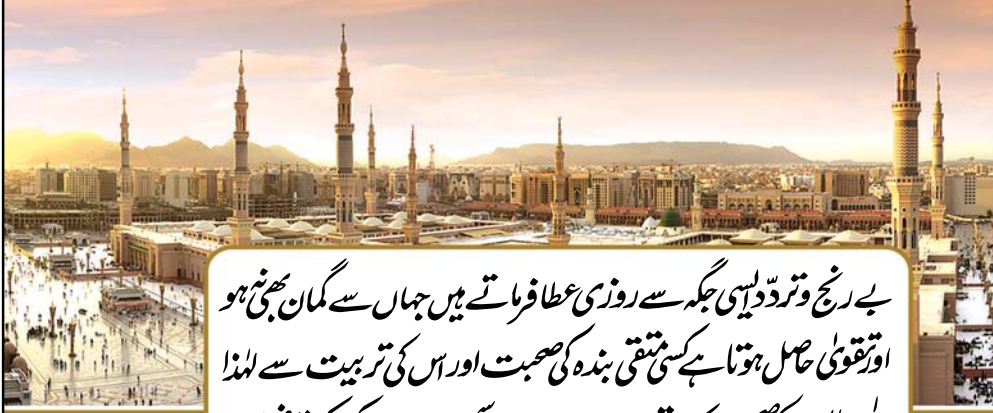 بے رنج و تردّد ایسی جگہ سے روزی عطا فرماتے ہیں جہاں سے گمان بھی نہ ہو
اور تقویٰ حاصل ہوتا ہے کسی متقی بندہ کی صحبت اور اس کی تربیت سے لہٰذا